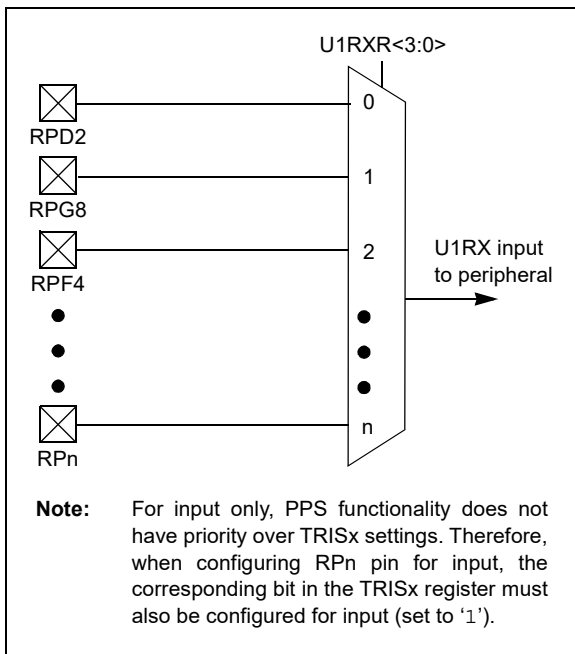 U1RXR<3:0>
RPD2
0
RPG8
1
RPF4
2
U1RX input
to peripheral
RPn
n
Note: For input only, PPS functionality does not
have priority over TRISx settings. Therefore,
when configuring RPn pin for input, the
corresponding bit in the TRISx register must
also be configured for input (set to ‘1’).